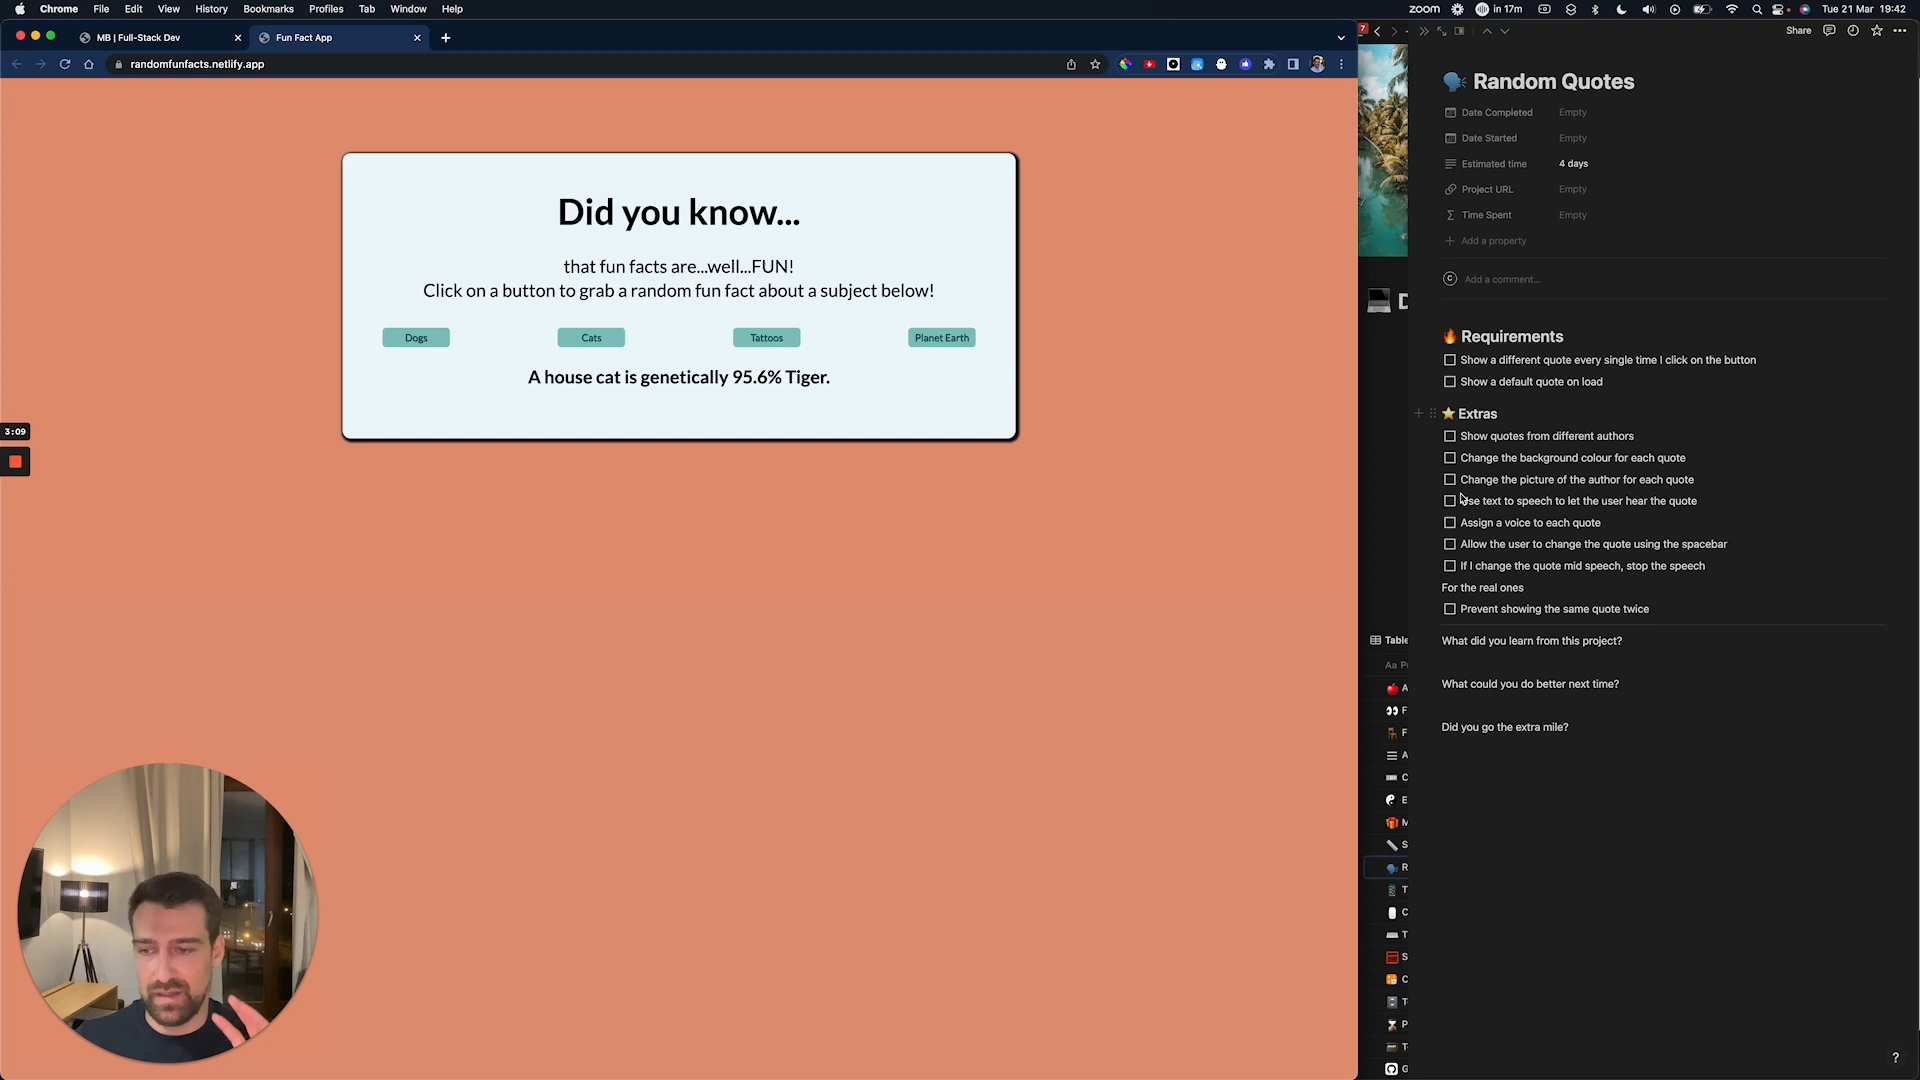 Chrome File Edit View History Bookmarks Profiles Tab Window Help
zoom in 17m Tue 21 Mar 19:42
MB | Full-Stack Dev
Fun Fact App
randomfunfacts.netlify.app
Share
Did you know...
that fun facts are...well...FUN!
Click on a button to grab a random fun fact about a subject below!
Dogs Cats Tattoos Planet Earth
A house cat is genetically 95.6% Tiger.
3:09
7
D
Table
Aa P
A
F
F
A
C
E
M
S
R
T
C
T
S
C
T
P
T
G
Random Quotes
Date Completed Empty
Date Started Empty
Estimated time 4 days
Project URL Empty
Time Spent Empty
Add a property
C Add a comment...
Requirements
Show a different quote every single time I click on the button
Show a default quote on load
Extras
Show quotes from different authors
Change the background colour for each quote
Change the picture of the author for each quote
Use text to speech to let the user hear the quote
Assign a voice to each quote
Allow the user to change the quote using the spacebar
If I change the quote mid speech, stop the speech
For the real ones
Prevent showing the same quote twice
What did you learn from this project?
What could you do better next time?
Did you go the extra mile?
?